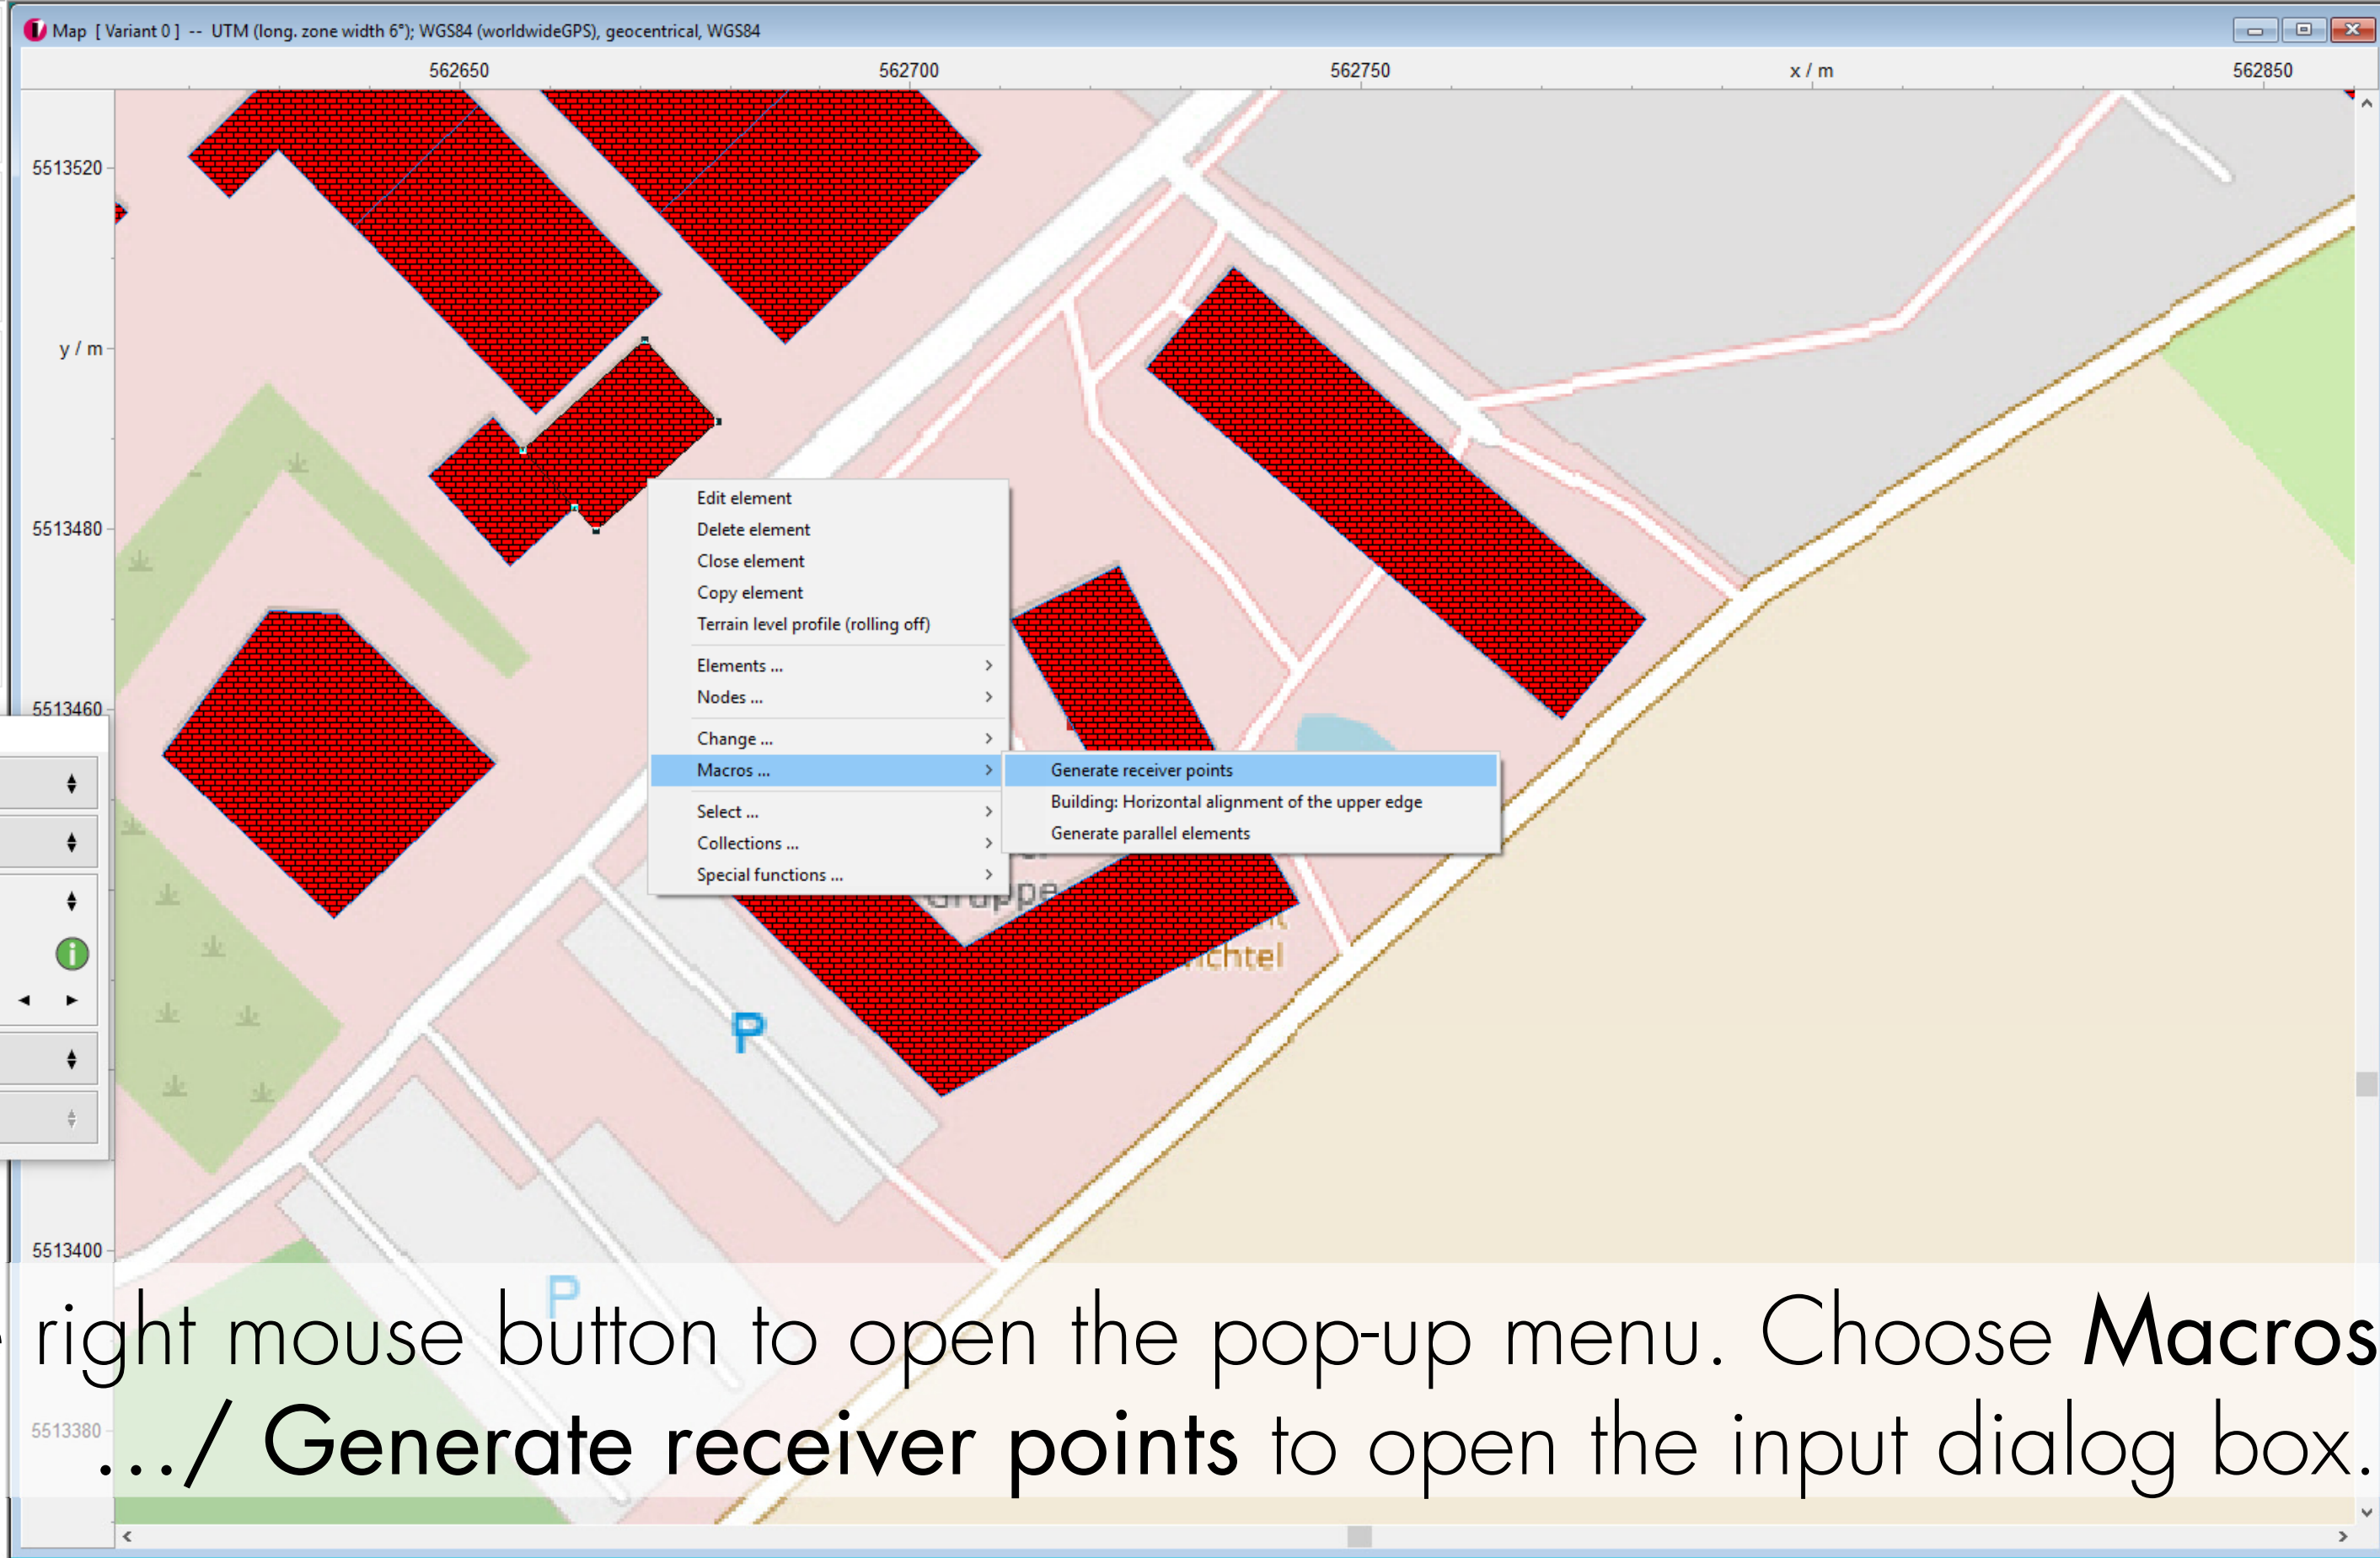 Map [ Variant 0 ] -- UTM (long. zone width 6°); WGS84 (worldwideGPS), geocentrical, WGS84
562650 562700 562750 x / m 562850
5513520
y / m
5513480
5513460
5513400
5513380
Edit element
Delete element
Close element
Copy element
Terrain level profile (rolling off)
Elements ...
Nodes ...
Change ...
Macros ...
Select ...
Collections ...
Special functions ...
Generate receiver points
Building: Horizontal alignment of the upper edge
Generate parallel elements
Gruppe
P
P
right mouse button to open the pop-up menu. Choose Macros
.../ Generate receiver points to open the input dialog box.